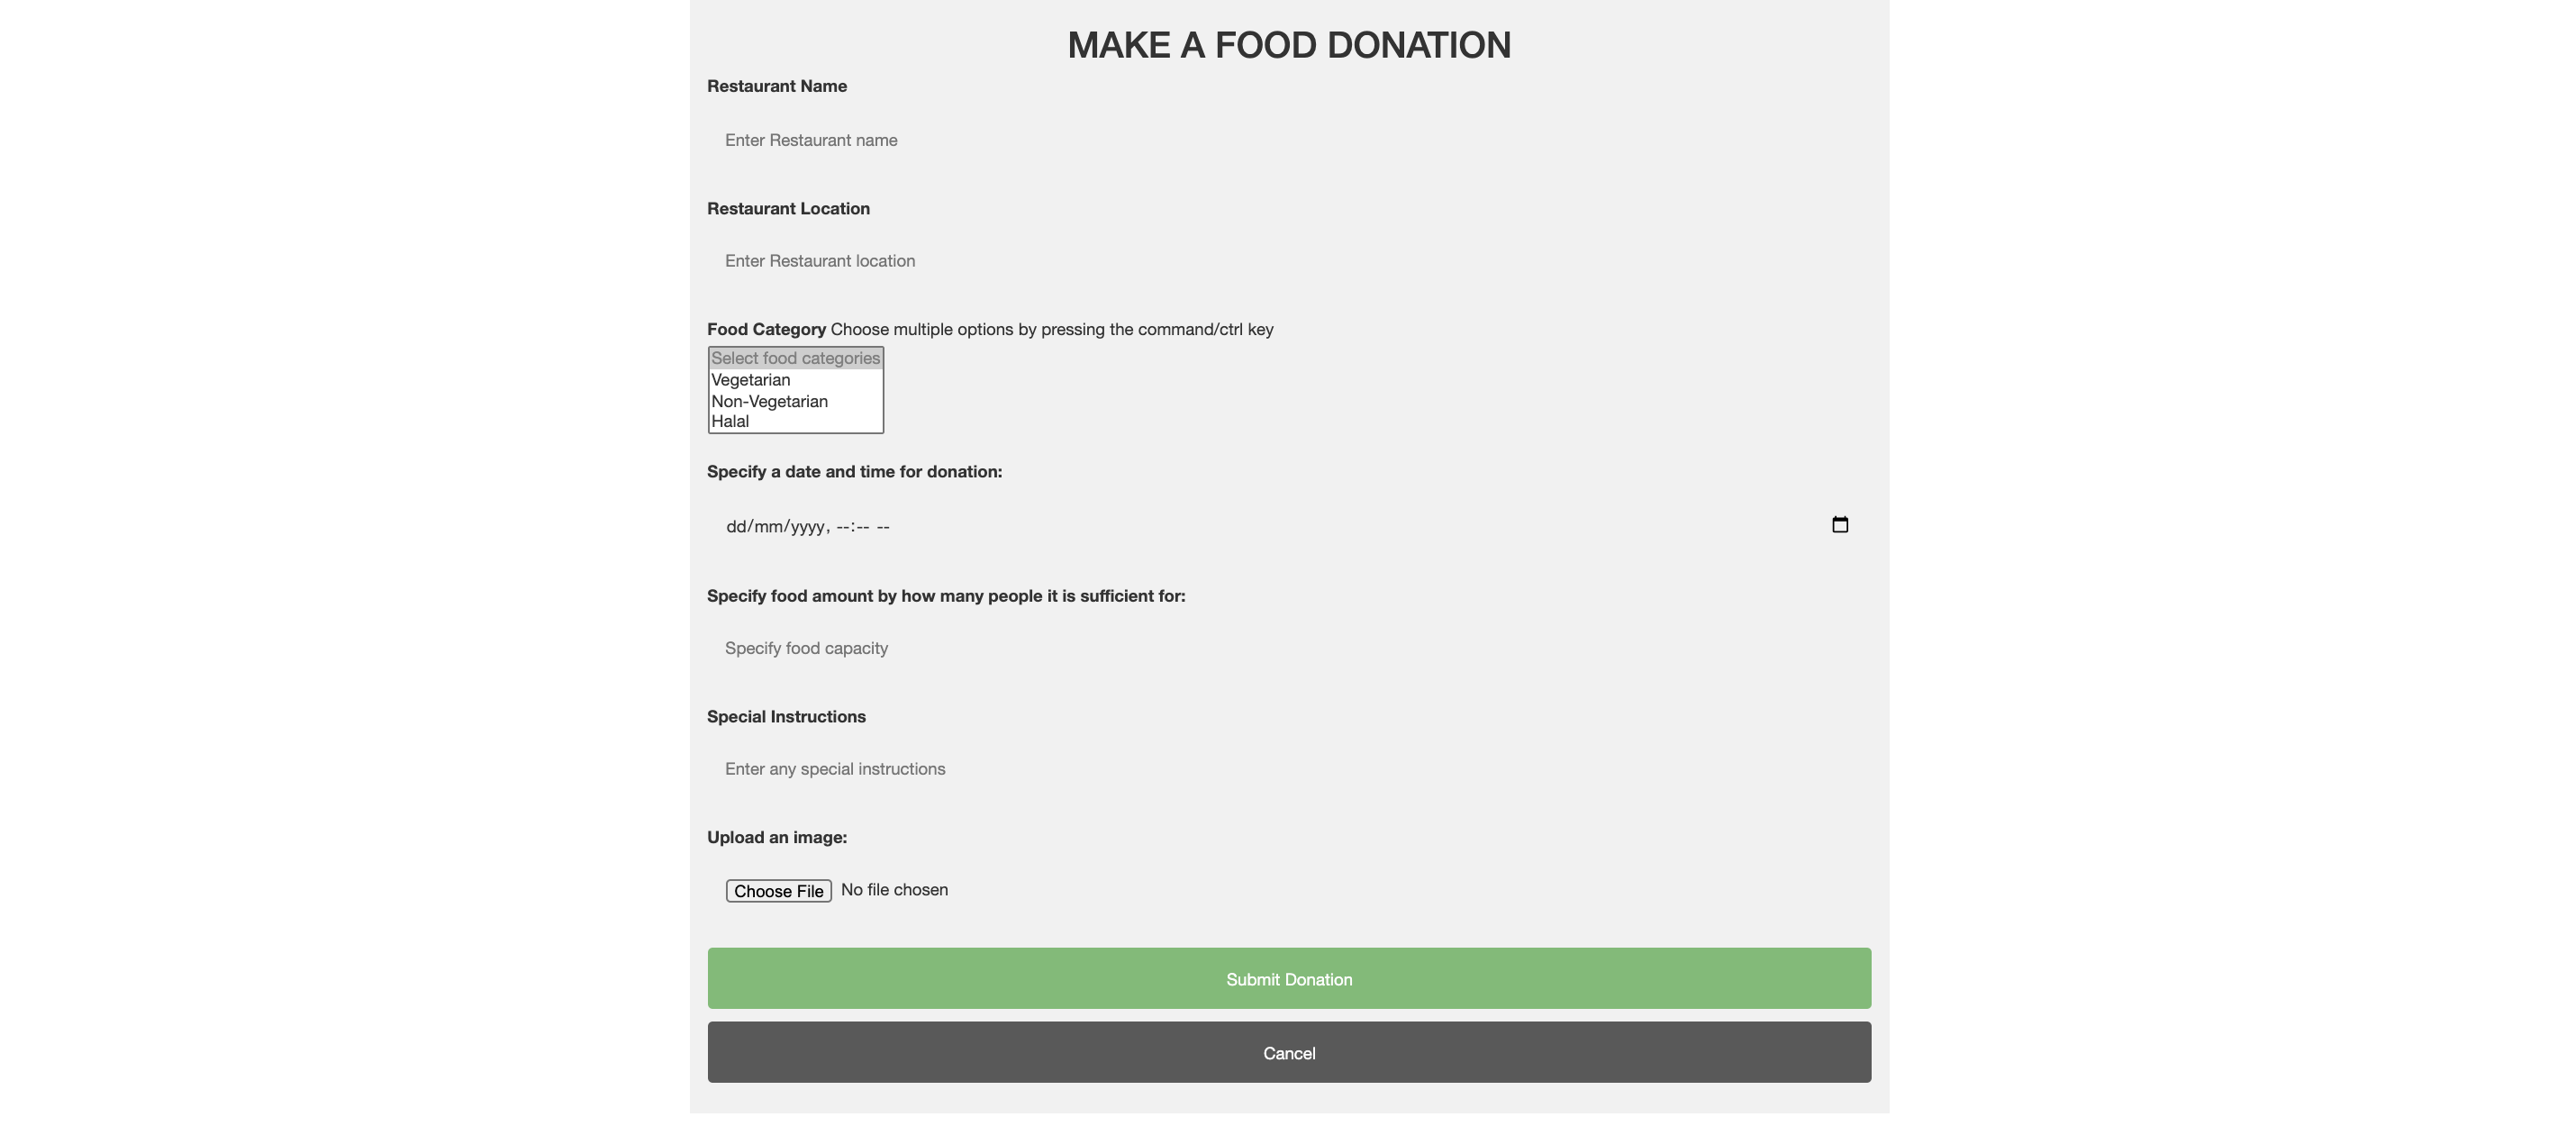 MAKE A FOOD DONATION
Restaurant Name
Enter Restaurant name
Restaurant Location
Enter Restaurant location
Food Category Choose multiple options by pressing the command/ctrl key
Select food categories
Vegetarian
Non-Vegetarian
Halal
Specify a date and time for donation:
dd/mm/yyyy, --:-- --
Specify food amount by how many people it is sufficient for:
Specify food capacity
Special Instructions
Enter any special instructions
Upload an image:
Choose File No file chosen
Submit Donation
Cancel